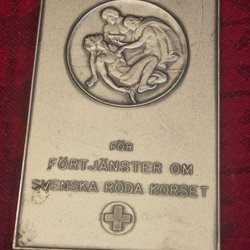 FÖR
FÖRTJÄNSTER OM
SVENSKA RÖDA KORSET